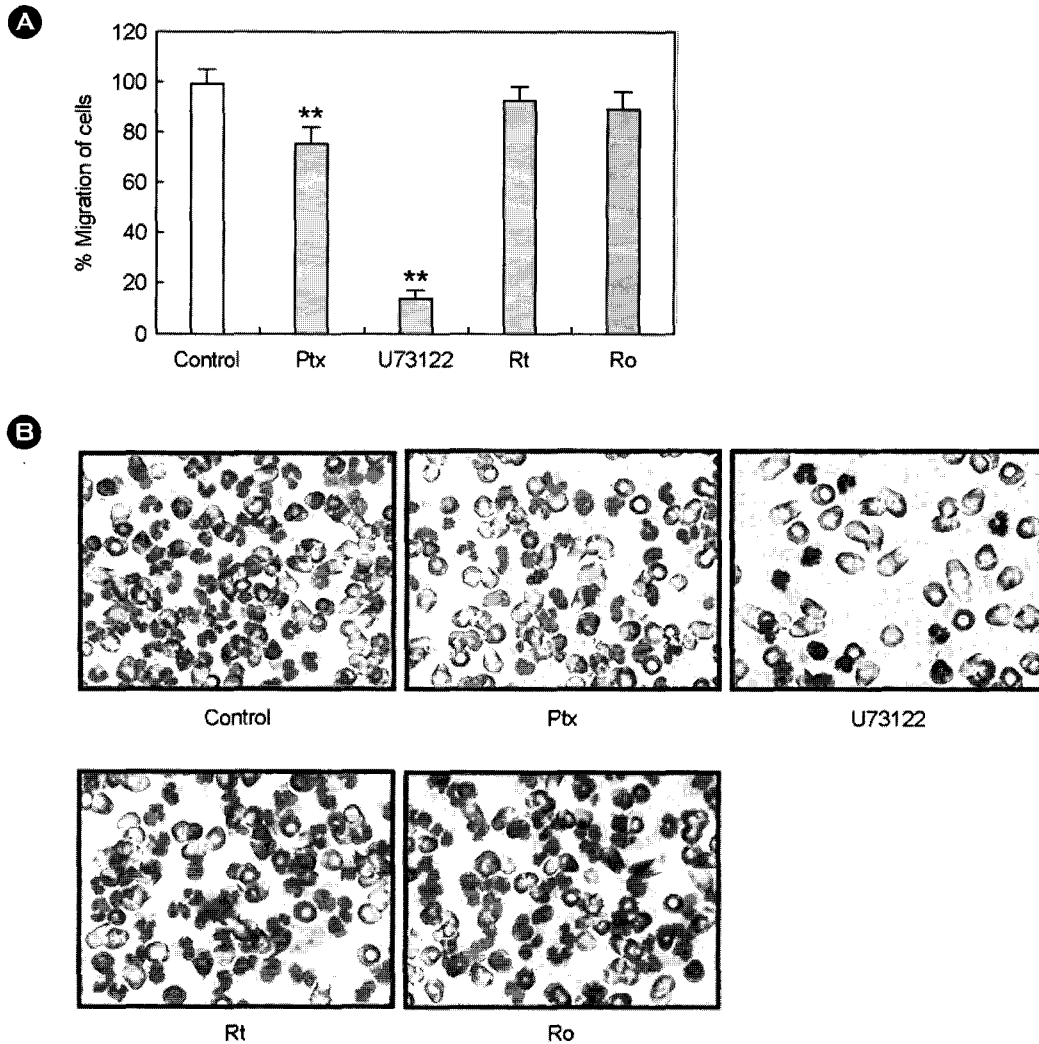 A
120
100
80
60
40
20
0
% Migration of cells
**
**
Control Ptx U73122 Rt Ro
B
Control Ptx U73122
Rt Ro